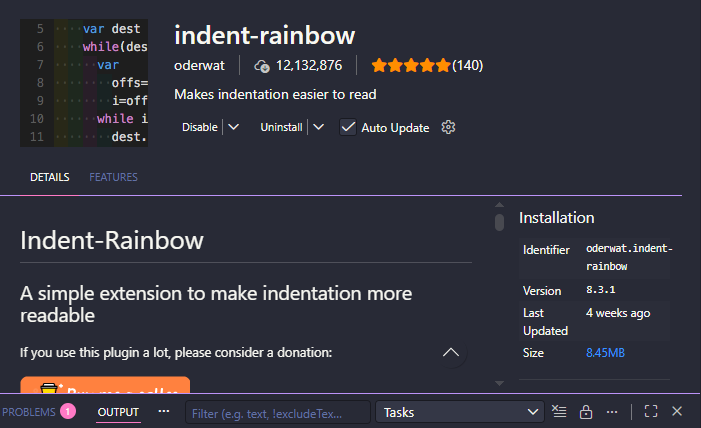 5 var dest
6 while(des
7 var
8 offs=
9 i=off
10 while i
11 dest.
indent-rainbow
oderwat 12,132,876 (140)
Makes indentation easier to read
Disable Uninstall Auto Update
DETAILS FEATURES
Indent-Rainbow
A simple extension to make indentation more
readable
If you use this plugin a lot, please consider a donation:
Installation
Identifier oderwat.indent-
rainbow
Version 8.3.1
Last 4 weeks ago
Updated
Size 8.45MB
PROBLEMS 1 OUTPUT ··· Filter (e.g. text, !excludeTex... Tasks ···